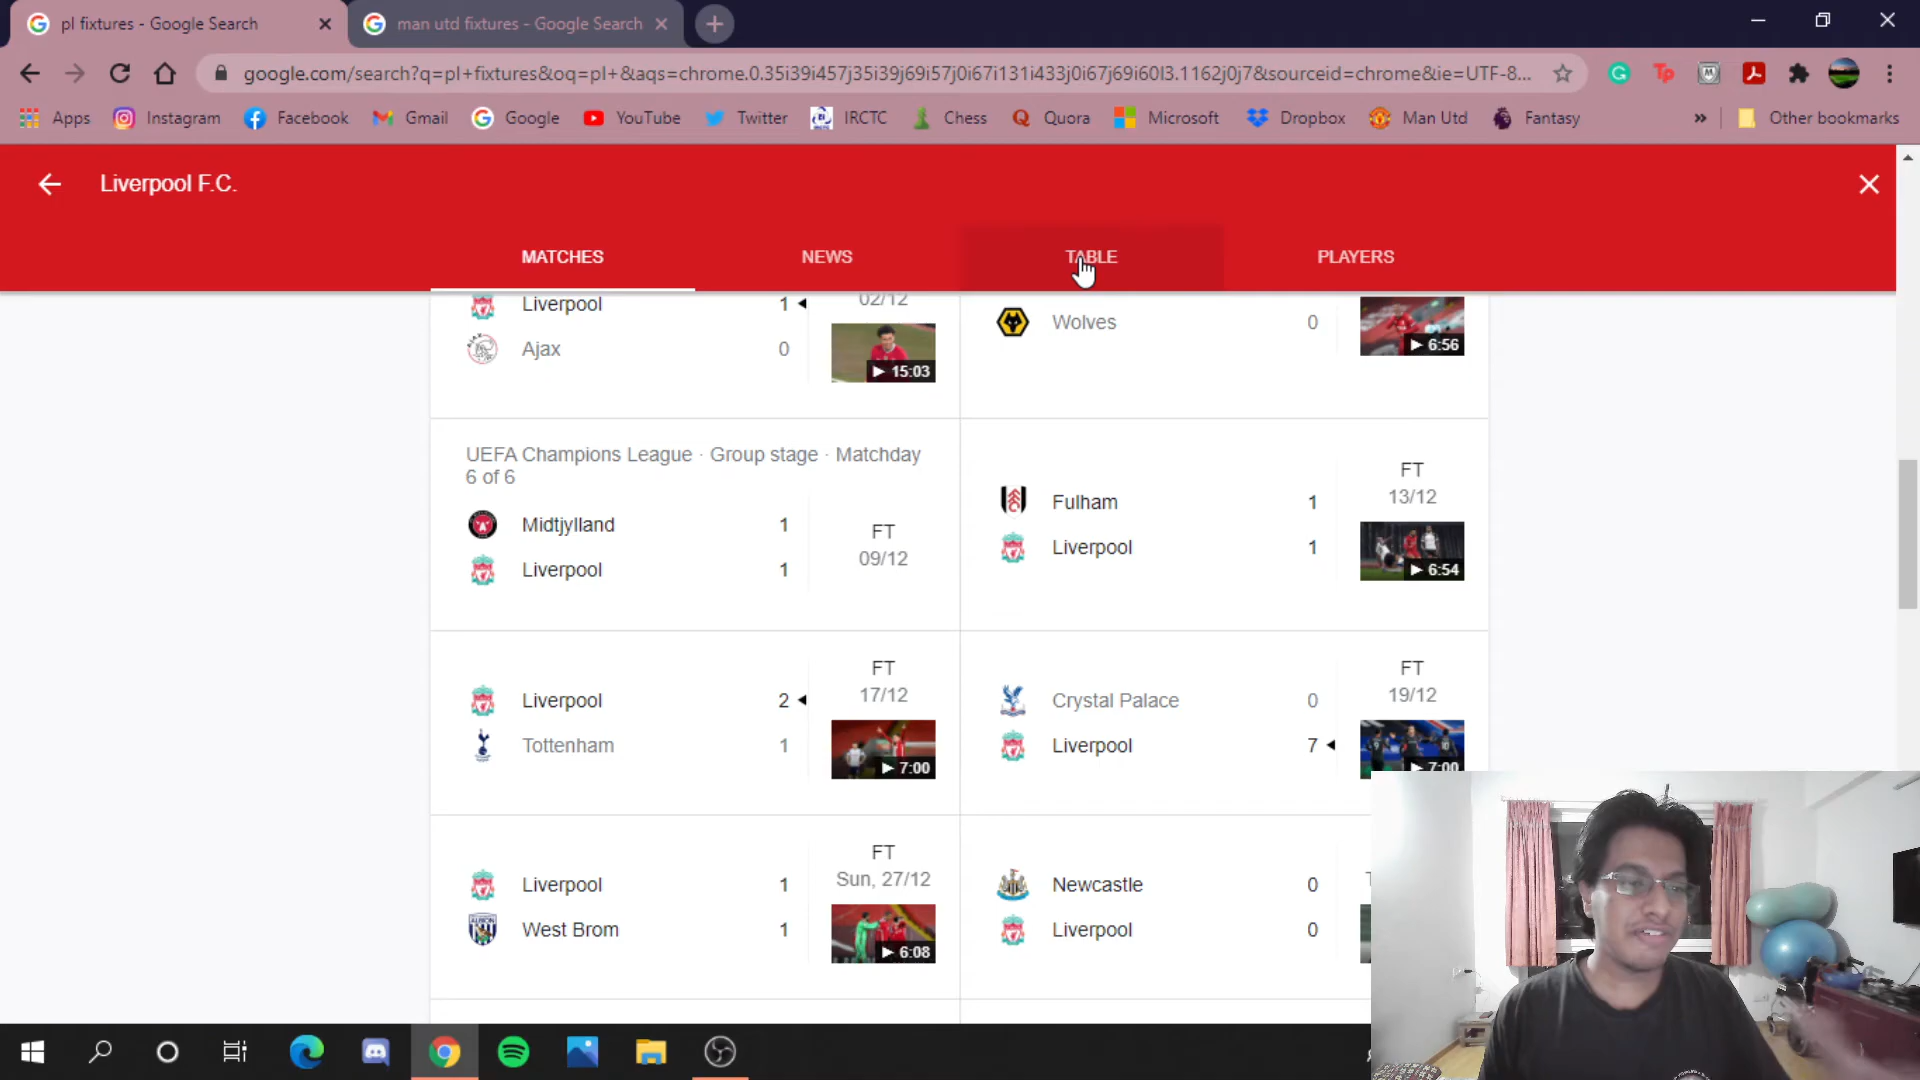 pl fixtures - Google Search
man utd fixtures - Google Search
google.com/search?q=pl+fixtures&oq=pl+&aqs=chrome.0.35i39i457j35i39j69i57j0i67i131i433j0i67j69i60l3.1162j0j7&sourceid=chrome&ie=UTF-8...
Apps Instagram Facebook Gmail Google YouTube Twitter IRCTC Chess Quora Microsoft Dropbox Man Utd Fantasy » Other bookmarks
Liverpool F.C.
MATCHES NEWS TABLE PLAYERS
Liverpool 1
02/12
Ajax 0
15:03
Wolves 0
6:56
UEFA Champions League · Group stage · Matchday
6 of 6
Midtjylland 1
Liverpool 1
FT
09/12
Fulham 1
Liverpool 1
FT
13/12
6:54
Liverpool 2
Tottenham 1
FT
17/12
7:00
Crystal Palace 0
Liverpool 7
FT
19/12
7:00
Liverpool 1
West Brom 1
FT
Sun, 27/12
6:08
Newcastle 0
Liverpool 0